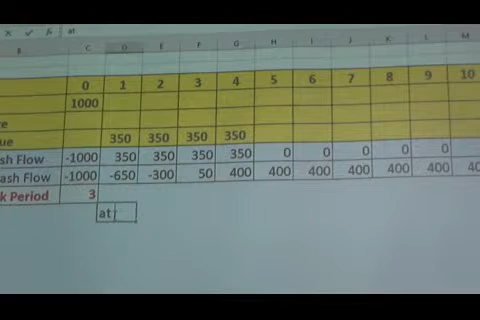 at
B C D E F G H I J K L M
0 1 2 3 4 5 6 7 8 9 10
1000
ue 350 350 350 350
sh Flow -1000 350 350 350 350 0 0 0 0 0
ash Flow -1000 -650 -300 50 400 400 400 400 400 400 40
k Period 3
at